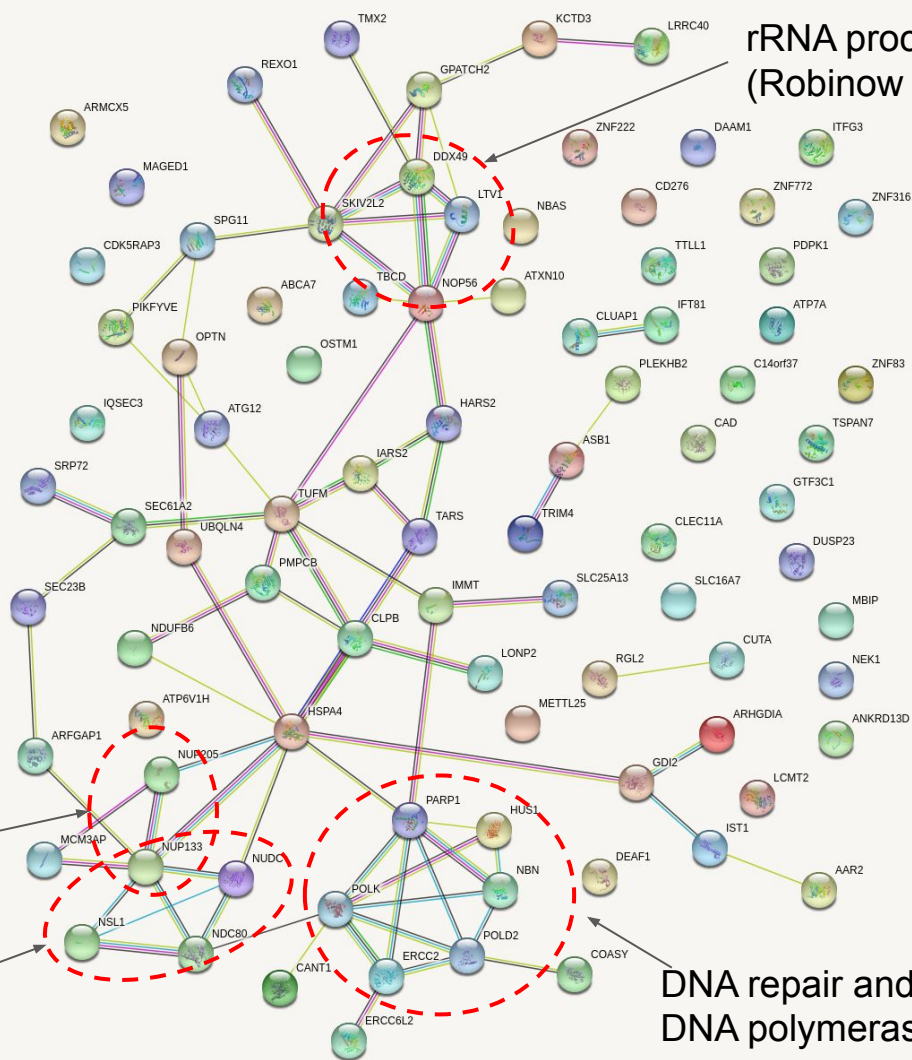 TMX2
KCTD3
LRRC40
rRNA proc
(Robinow
REXO1
GPATCH2
ARMCX5
ZNF222
DAAM1
ITFG3
DDX49
MAGED1
LTV1
CD276
ZNF772
ZNF316
SKIV2L2
NBAS
SPG11
CDK5RAP3
TTLL1
PDPK1
TBCD
NOP56
ATXN10
ABCA7
PIKFYVE
CLUAP1
IFT81
ATP7A
OPTN
OSTM1
PLEKHB2
C14orf37
ZNF83
IQSEC3
ATG12
HARS2
CAD
TSPAN7
ASB1
IARS2
SRP72
GTF3C1
SEC61A2
TUFM
TARS
TRIM4
CLEC11A
UBQLN4
DUSP23
PMPCB
IMMT
SLC25A13
SLC16A7
SEC23B
MBIP
NDUFB6
CLPB
CUTA
LONP2
RGL2
NEK1
ATP6V1H
HSPA4
METTL25
ARHGDIA
ANKRD13D
ARFGAP1
NUP205
GDI2
LCMT2
PARP1
HUS1
IST1
MCM3AP
NUP133
NUDC
DEAF1
AAR2
NBN
POLK
NSL1
NDC80
POLD2
CANT1
ERCC2
COASY
ERCC6L2
DNA repair and
DNA polymeras